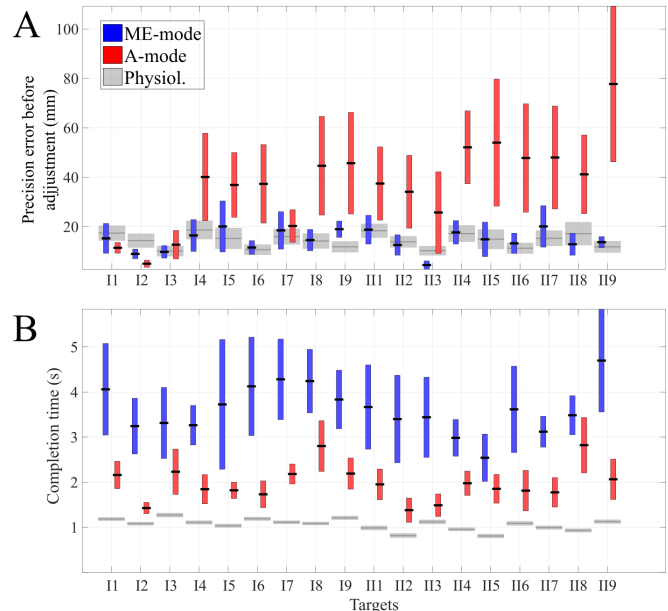 A
ME-mode
A-mode
Physiol.
Precision error before
adjustment (mm)
100
80
60
40
20
I1 I2 I3 I4 I5 I6 I7 I8 I9 II1 II2 II3 II4 II5 II6 II7 II8 II9
B
Completion time (s)
5
4
3
2
1
I1 I2 I3 I4 I5 I6 I7 I8 I9 II1 II2 II3 II4 II5 II6 II7 II8 II9
Targets